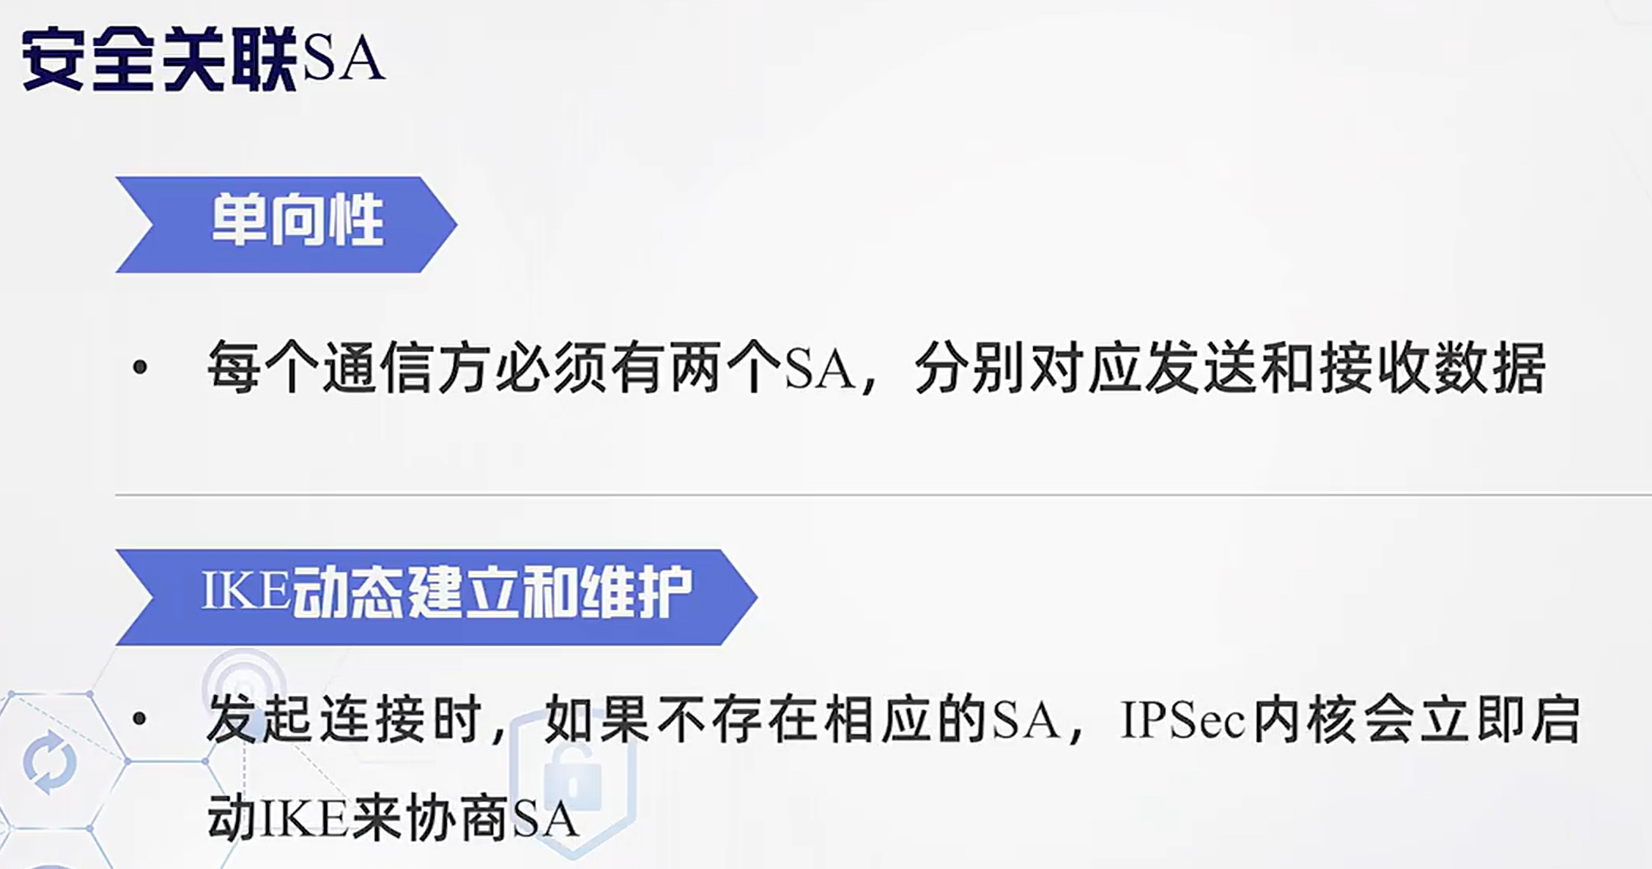 安全关联SA
单向性
• 每个通信方必须有两个SA，分别对应发送和接收数据
IKE动态建立和维护
• 发起连接时，如果不存在相应的SA，IPSec内核会立即启
动IKE来协商SA